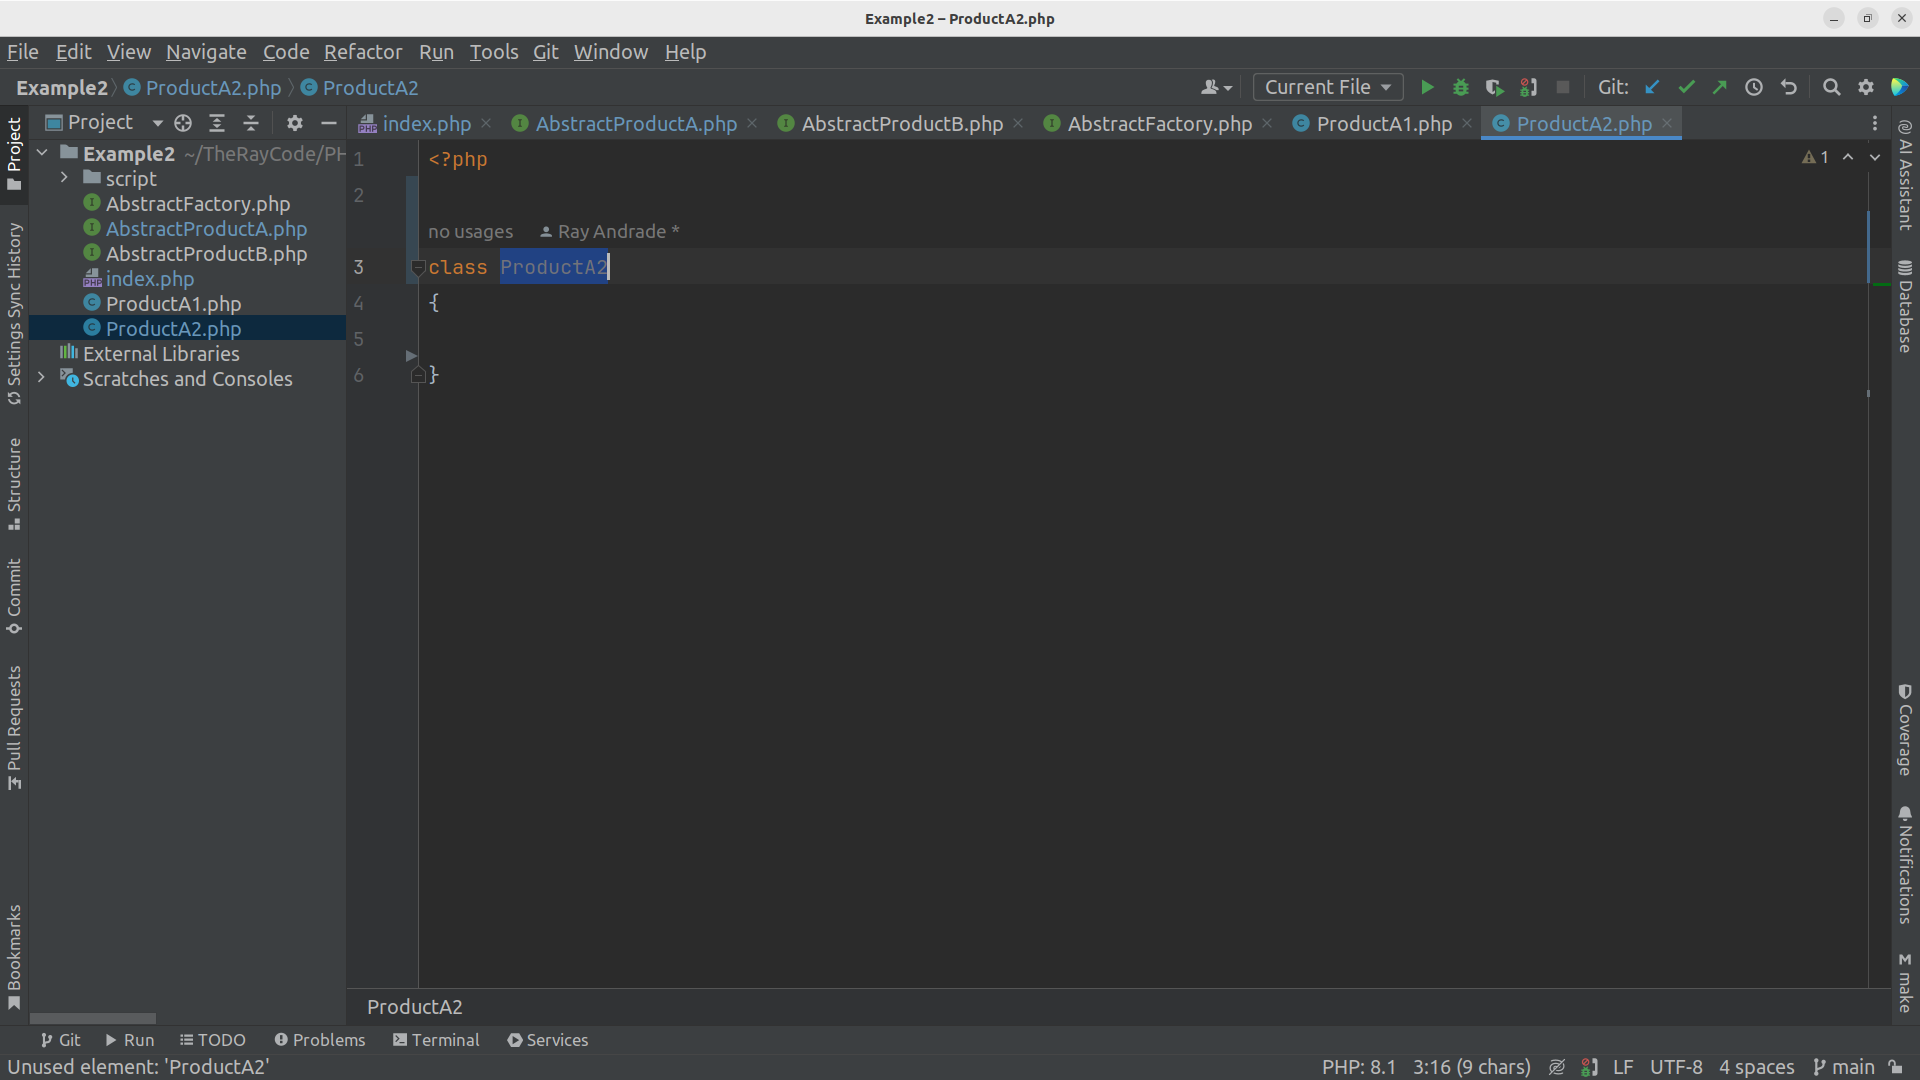 Example2 – ProductA2.php
File Edit View Navigate Code Refactor Run Tools Git Window Help
Example2 ProductA2.php ProductA2 Current File Git:
Project
index.php AbstractProductA.php AbstractProductB.php AbstractFactory.php ProductA1.php ProductA2.php
Example2 ~/TheRayCode/PH
script
AbstractFactory.php
AbstractProductA.php
AbstractProductB.php
index.php
ProductA1.php
ProductA2.php
External Libraries
Scratches and Consoles
1 <?php
2
no usages Ray Andrade *
3 class ProductA2
4 {
5
6 }
1
Project
Settings Sync History
Structure
Commit
Pull Requests
Bookmarks
AI Assistant
Database
Coverage
Notifications
M make
ProductA2
Git Run TODO Problems Terminal Services
Unused element: 'ProductA2' PHP: 8.1 3:16 (9 chars) LF UTF-8 4 spaces main